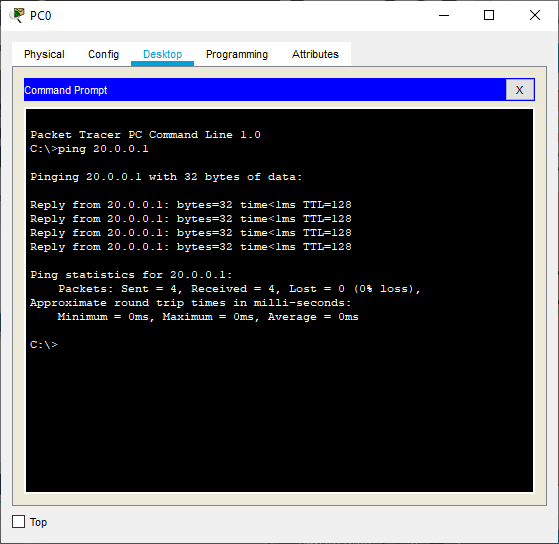 PC0
Physical Config Desktop Programming Attributes
Command Prompt X
Packet Tracer PC Command Line 1.0
C:\>ping 20.0.0.1
Pinging 20.0.0.1 with 32 bytes of data:
Reply from 20.0.0.1: bytes=32 time<1ms TTL=128
Reply from 20.0.0.1: bytes=32 time<1ms TTL=128
Reply from 20.0.0.1: bytes=32 time<1ms TTL=128
Reply from 20.0.0.1: bytes=32 time<1ms TTL=128
Ping statistics for 20.0.0.1:
Packets: Sent = 4, Received = 4, Lost = 0 (0% loss),
Approximate round trip times in milli-seconds:
Minimum = 0ms, Maximum = 0ms, Average = 0ms
C:\>
Top